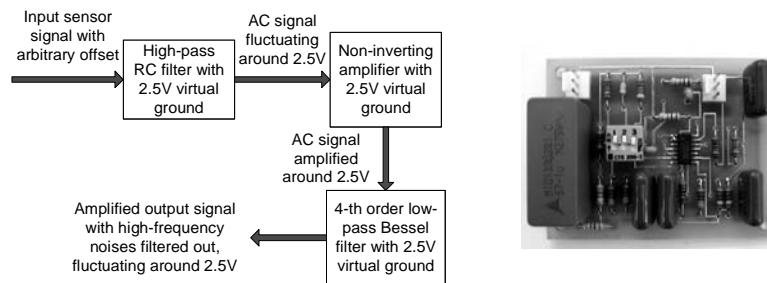 Input sensor
signal with
arbitrary offset
High-pass
RC filter with
2.5V virtual
ground
AC signal
fluctuating
around 2.5V
Non-inverting
amplifier with
2.5V virtual
ground
AC signal
amplified
around 2.5V
4-th order low-
pass Bessel
filter with 2.5V
virtual ground
Amplified output signal
with high-frequency
noises filtered out,
fluctuating around 2.5V